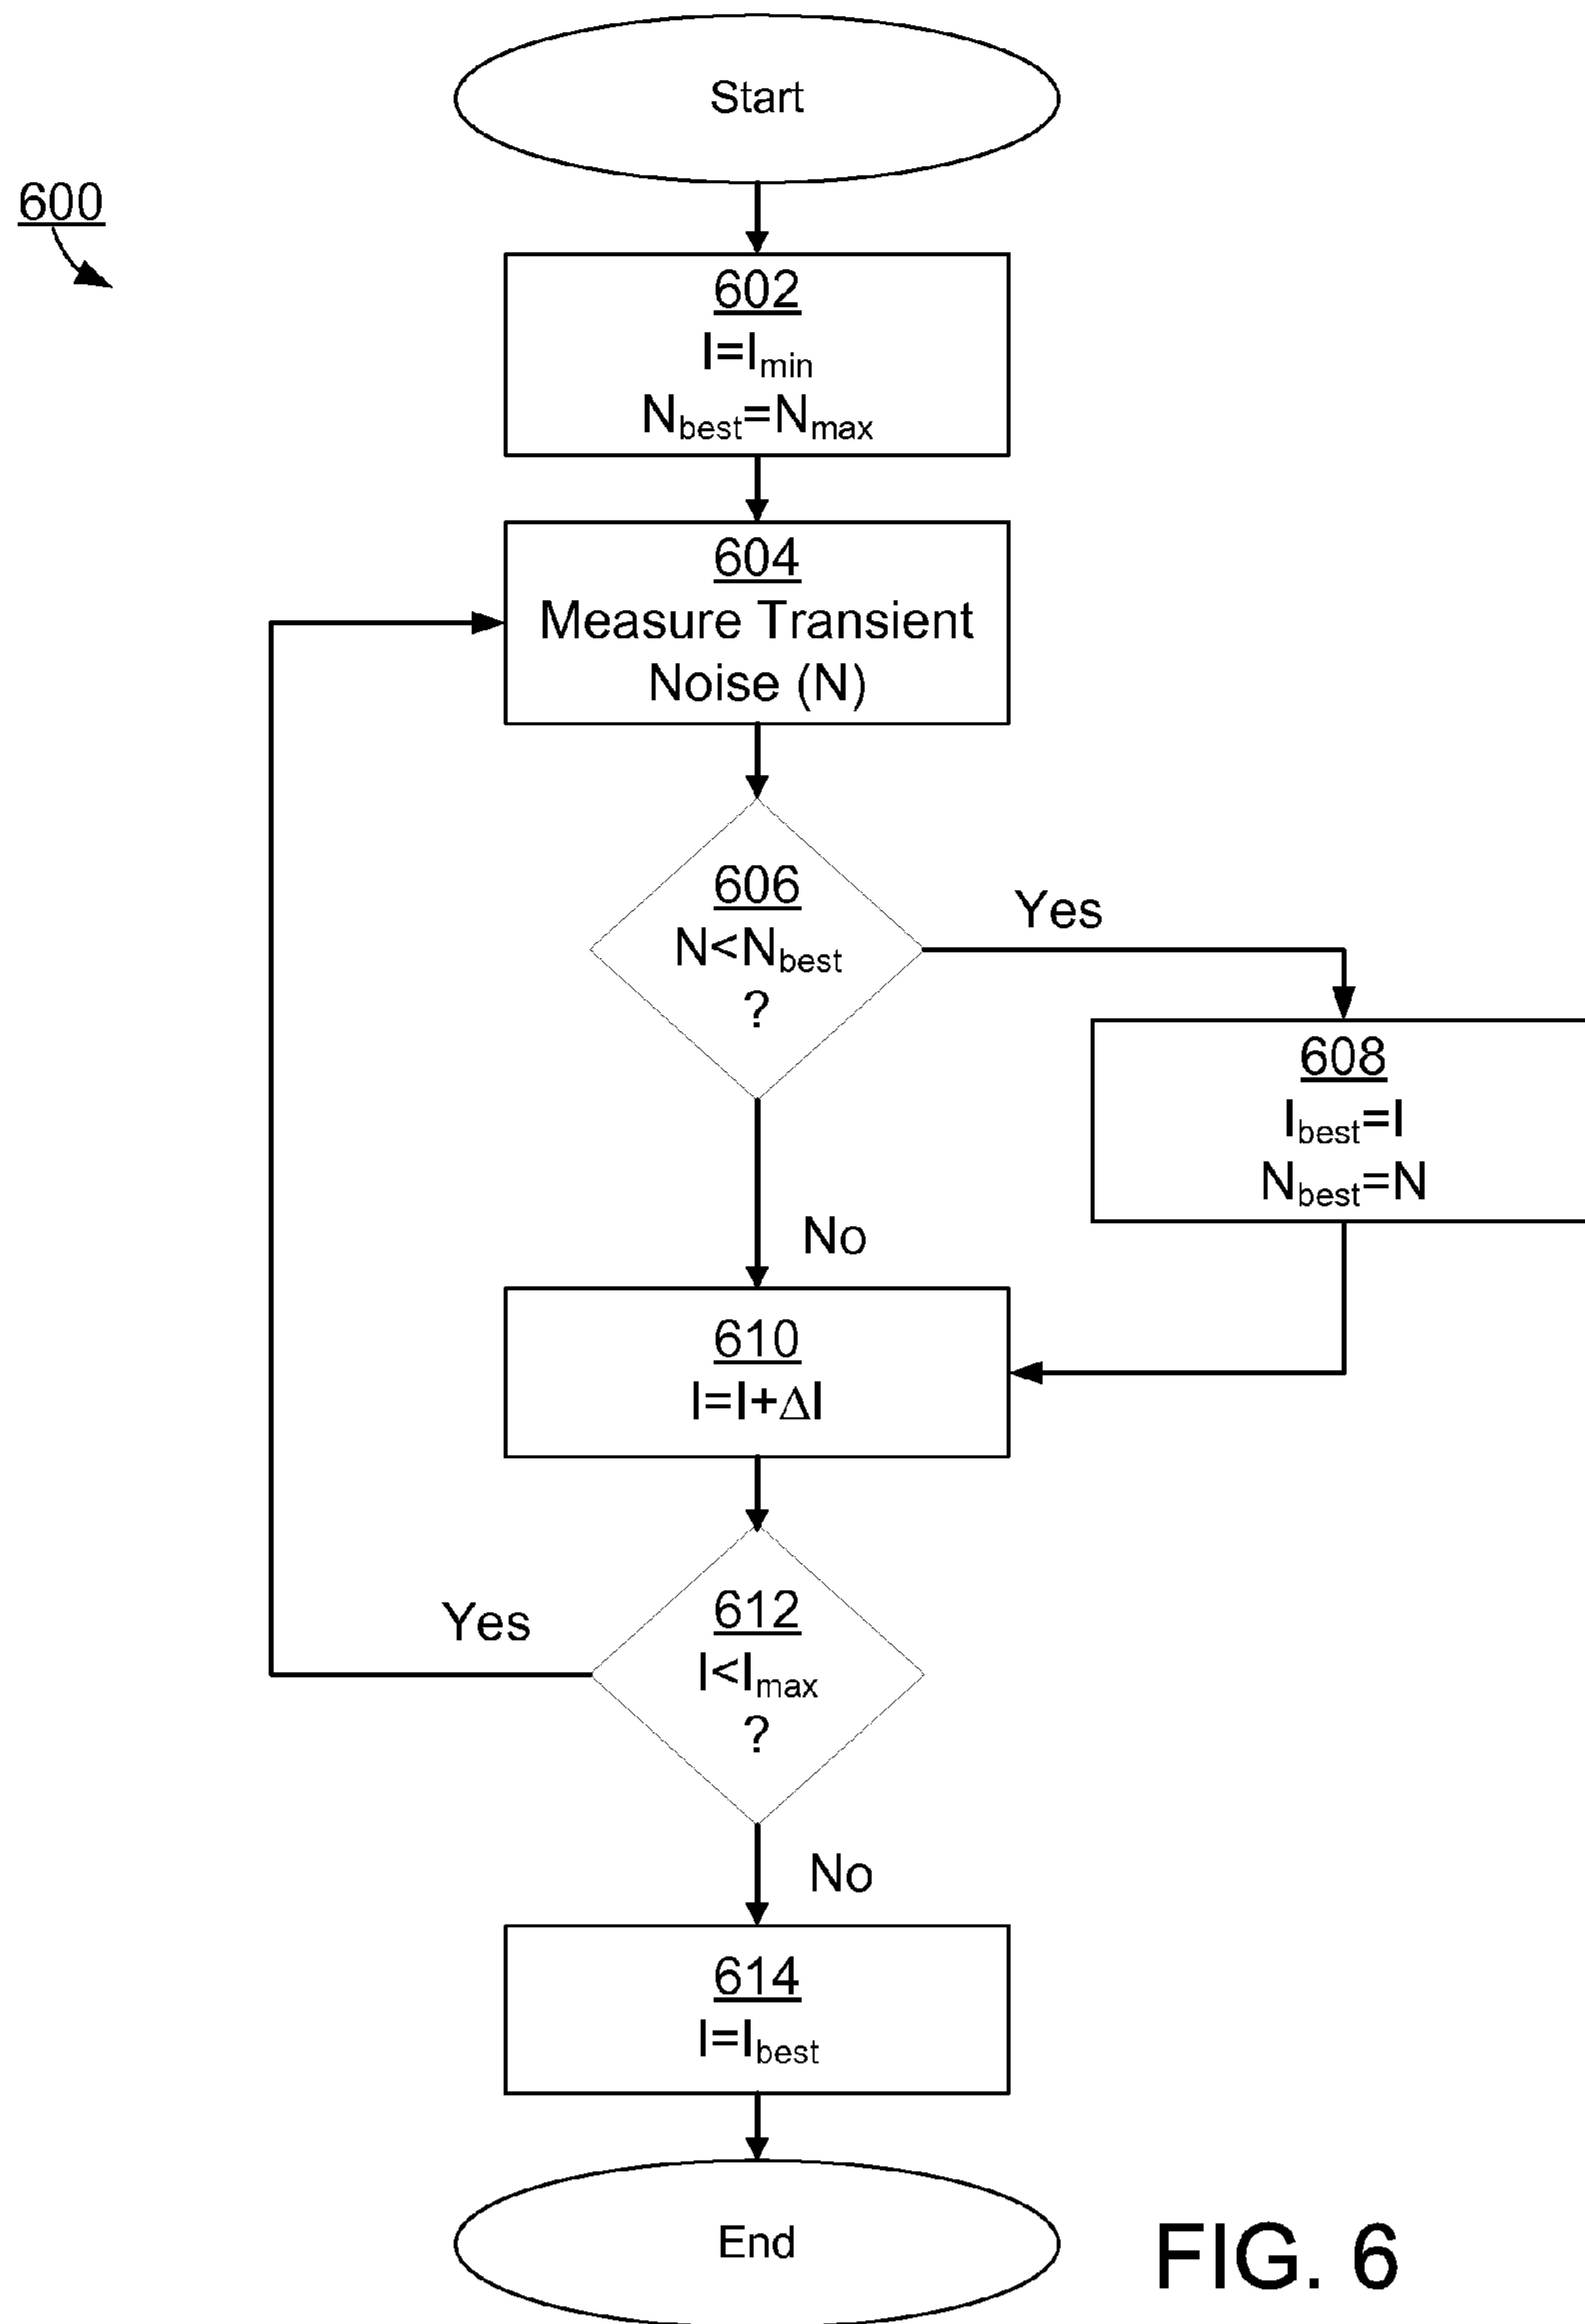 Start
600
602
I=Imin
Nbest=Nmax
604
Measure Transient
Noise (N)
606
N<Nbest
?
Yes
608
Ibest=I
Nbest=N
No
610
I=I+ΔI
612
I<Imax
?
Yes
No
614
I=Ibest
End
FIG. 6